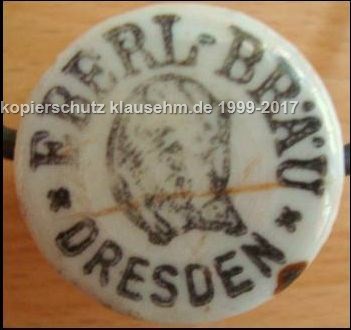 EBERL-BRÄU
kopierschutz klausehm.de 1999-2017
* DRESDEN *